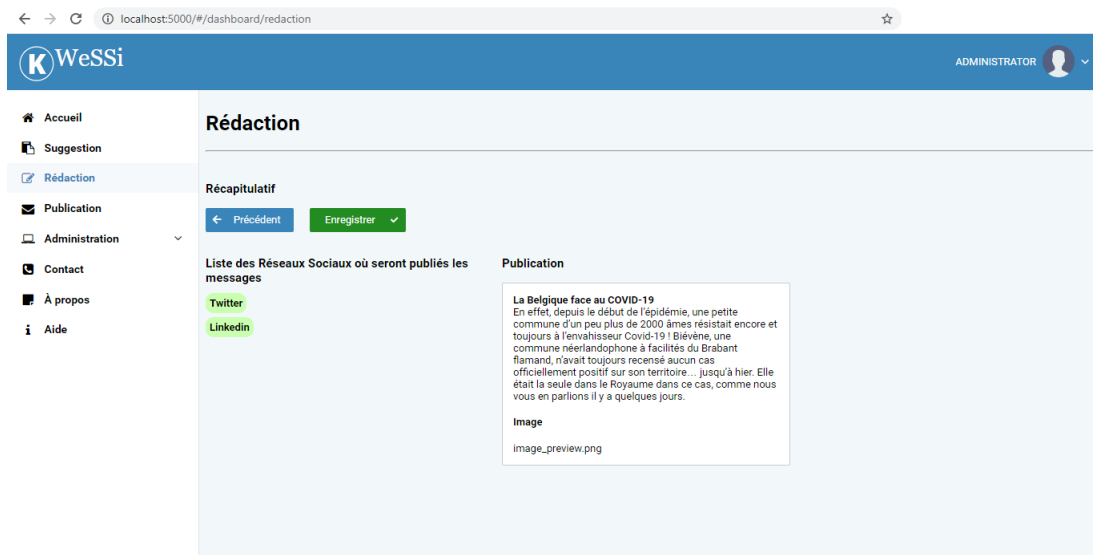 localhost:5000/#/dashboard/redaction
K WeSSi
ADMINISTRATOR
Accueil
Suggestion
Rédaction
Publication
Administration
Contact
À propos
Aide
Rédaction
Récapitulatif
Précédent
Enregistrer
Liste des Réseaux Sociaux où seront publiés les
messages
Twitter
Linkedin
Publication
La Belgique face au COVID-19
En effet, depuis le début de l'épidémie, une petite
commune d'un peu plus de 2000 âmes résistait encore et
toujours à l'envahisseur Covid-19 ! Biévène, une
commune néerlandophone à facilités du Brabant
flamand, n'avait toujours recensé aucun cas
officiellement positif sur son territoire… jusqu'à hier. Elle
était la seule dans le Royaume dans ce cas, comme nous
vous en parlions il y a quelques jours.
Image
image_preview.png